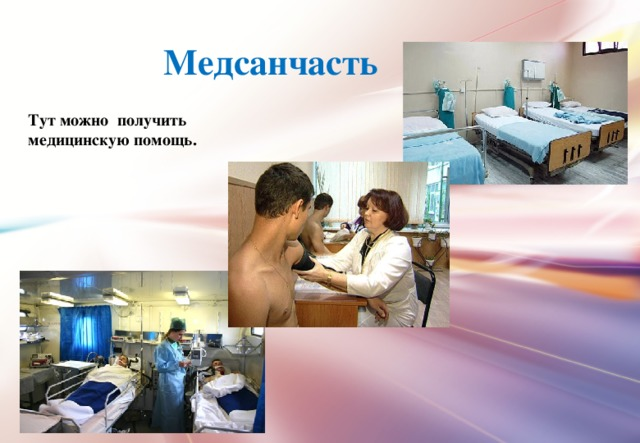 Медсанчасть
Тут можно получить
медицинскую помощь.